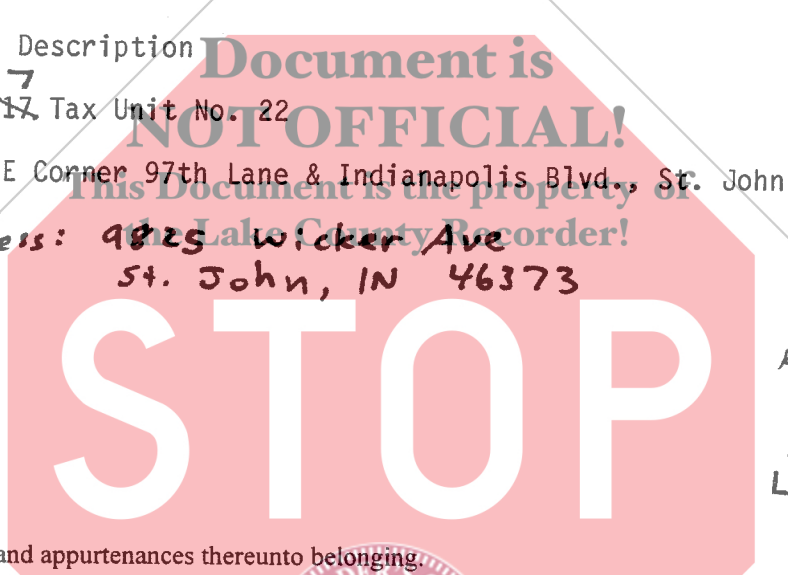 Description
Document is
7
17 Tax Unit No. 22
NOT OFFICIAL!
E Corner 97th Lane & Indianapolis Blvd., St. John
This Document is the property of
the Lake County Recorder!
ess: 9825 Wicker Ave
St. John, IN 46373
STOP
L
and appurtenances thereunto belonging.